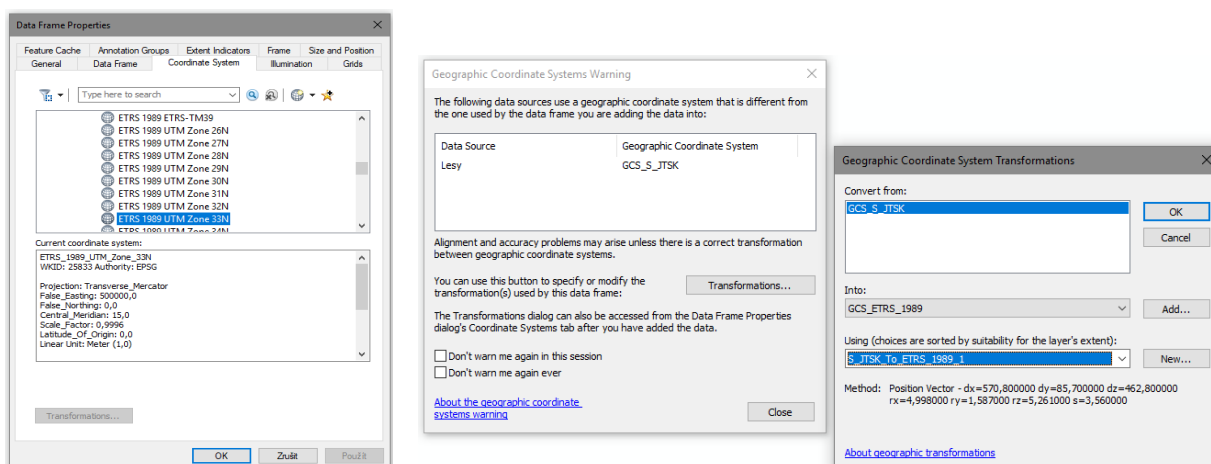 Data Frame Properties
Feature Cache Annotation Groups Extent Indicators Frame Size and Position
General Data Frame Coordinate System Illumination Grids
Type here to search
ETRS 1989 ETRS-TM39
ETRS 1989 UTM Zone 26N
ETRS 1989 UTM Zone 27N
ETRS 1989 UTM Zone 28N
ETRS 1989 UTM Zone 29N
ETRS 1989 UTM Zone 30N
ETRS 1989 UTM Zone 31N
ETRS 1989 UTM Zone 32N
ETRS 1989 UTM Zone 33N
ETRS 1989 UTM Zone 34N
Current coordinate system:
ETRS_1989_UTM_Zone_33N
WKID: 25833 Authority: EPSG
Projection: Transverse_Mercator
False_Easting: 500000,0
False_Northing: 0,0
Central_Meridian: 15,0
Scale_Factor: 0,9996
Latitude_Of_Origin: 0,0
Linear Unit: Meter (1,0)
Transformations...
OK Zrušit Použít
Geographic Coordinate Systems Warning
The following data sources use a geographic coordinate system that is different from
the one used by the data frame you are adding the data into:
Data Source Geographic Coordinate System
Lesy GCS_S_JTSK
Alignment and accuracy problems may arise unless there is a correct transformation
between geographic coordinate systems.
You can use this button to specify or modify the
transformation(s) used by this data frame:
Transformations...
The Transformations dialog can also be accessed from the Data Frame Properties
dialog's Coordinate Systems tab after you have added the data.
Don't warn me again in this session
Don't warn me again ever
About the geographic coordinate
systems warning
Close
Geographic Coordinate System Transformations
Convert from:
GCS_S_JTSK
OK
Cancel
Into:
GCS_ETRS_1989
Add...
Using (choices are sorted by suitability for the layer's extent):
S_JTSK_To_ETRS_1989_1
New...
Method: Position Vector - dx=570,800000 dy=85,700000 dz=462,800000
rx=4,998000 ry=1,587000 rz=5,261000 s=3,560000
About geographic transformations